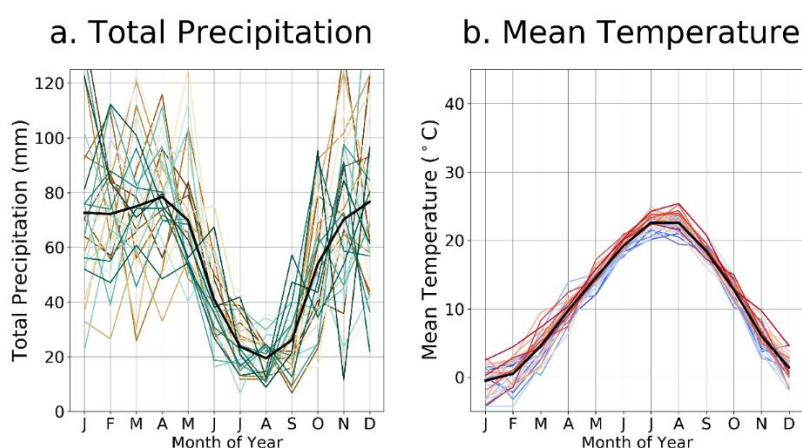 a. Total Precipitation
120
100
80
60
40
20
0
Total Precipitation (mm)
J F M A M J J A S O N D
Month of Year
b. Mean Temperature
40
30
20
10
0
Mean Temperature (°C)
J F M A M J J A S O N D
Month of Year